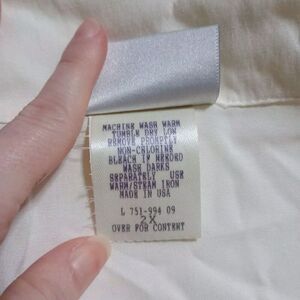 MACHINE WASH WARM
TUMBLE DRY LOW
REMOVE PROMPTLY
NON-CHLORINE
BLEACH IF NEEDED
WASH DARKS
SEPARATELY USE
WARM/STEAM IRON
MADE IN USA
L 751-994 09
2X
OVER FOR CONTENT